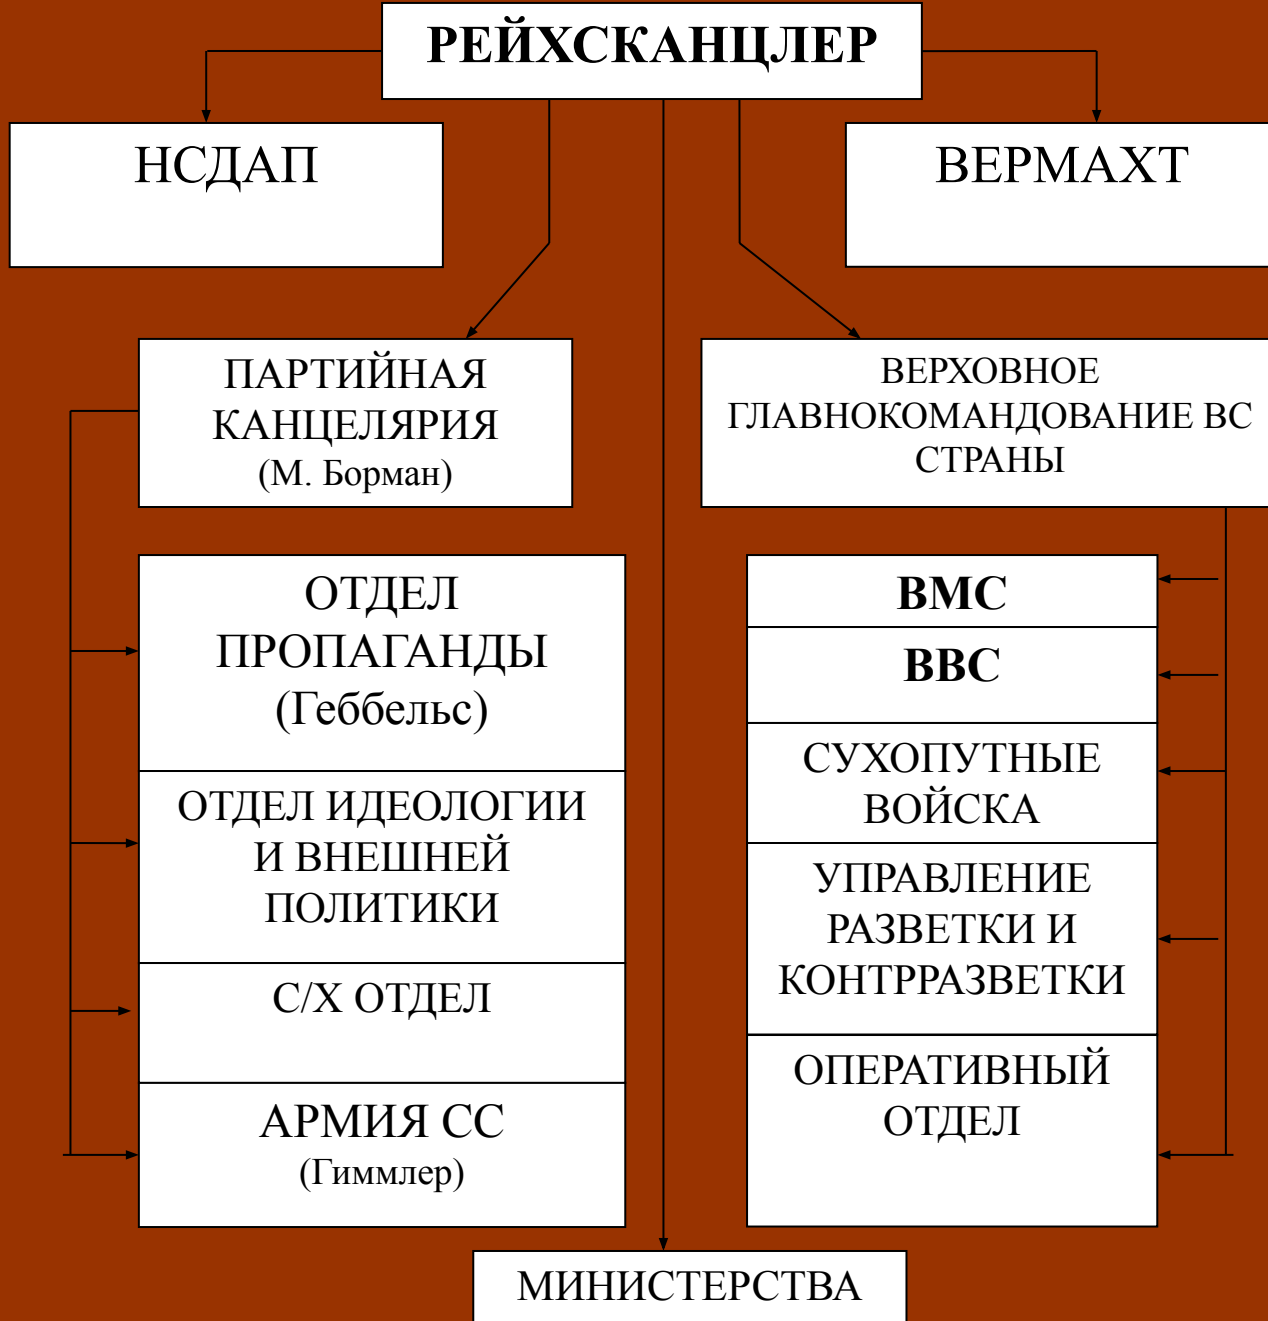 РЕЙХСКАНЦЛЕР
НСДАП
ВЕРМАХТ
ПАРТИЙНАЯ
КАНЦЕЛЯРИЯ
(М. Борман)
ВЕРХОВНОЕ
ГЛАВНОКОМАНДОВАНИЕ ВС
СТРАНЫ
ОТДЕЛ
ПРОПАГАНДЫ
(Геббельс)
ОТДЕЛ ИДЕОЛОГИИ
И ВНЕШНЕЙ
ПОЛИТИКИ
С/Х ОТДЕЛ
АРМИЯ СС
(Гиммлер)
ВМС
ВВС
СУХОПУТНЫЕ
ВОЙСКА
УПРАВЛЕНИЕ
РАЗВЕТКИ И
КОНТРРАЗВЕТКИ
ОПЕРАТИВНЫЙ
ОТДЕЛ
МИНИСТЕРСТВА